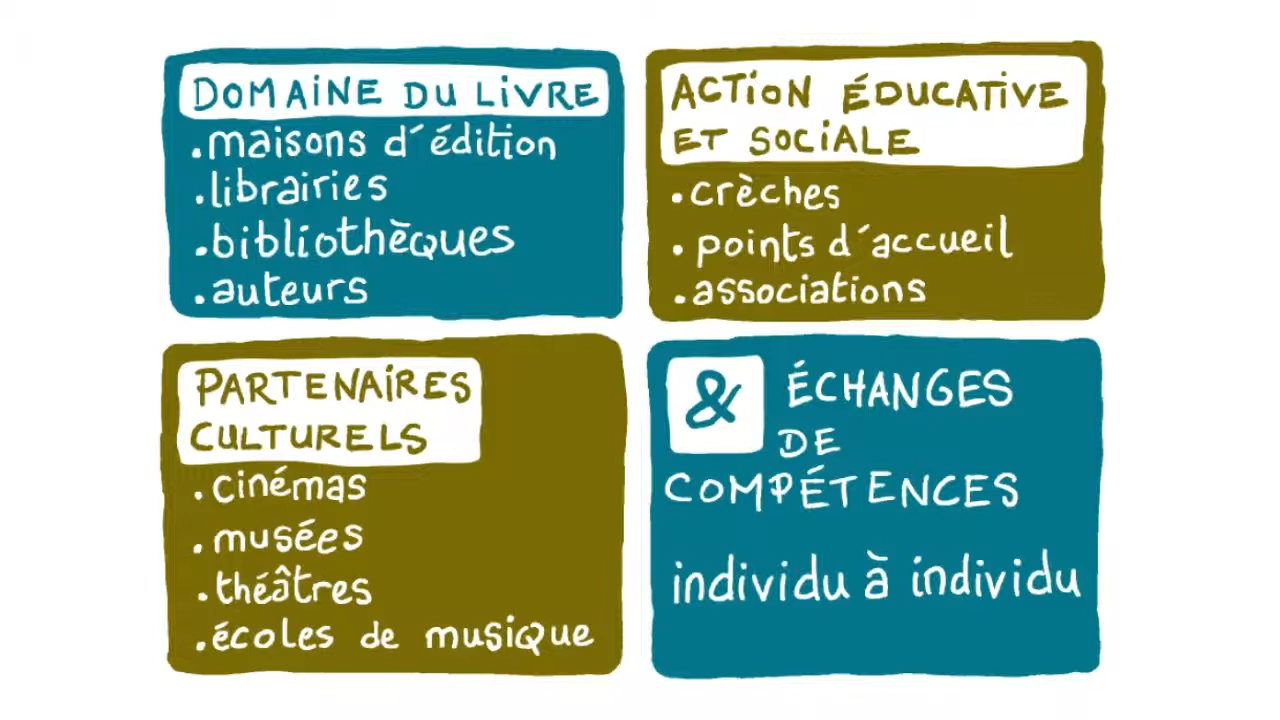 DOMAINE DU LiVRE
.maisons d´édition
.librairies
.bibliothèques
.auteurs
ACTiON ÉDUCATiVE
ET SOCiALE
.crèches
. points d´accueil
.associations
PARTENAiRES
CULTURELS
.cinémas
.musées
.théâtres
.écoles de musique
& ÉCHANGES
DE
COMPÉTENCES
individu à individu